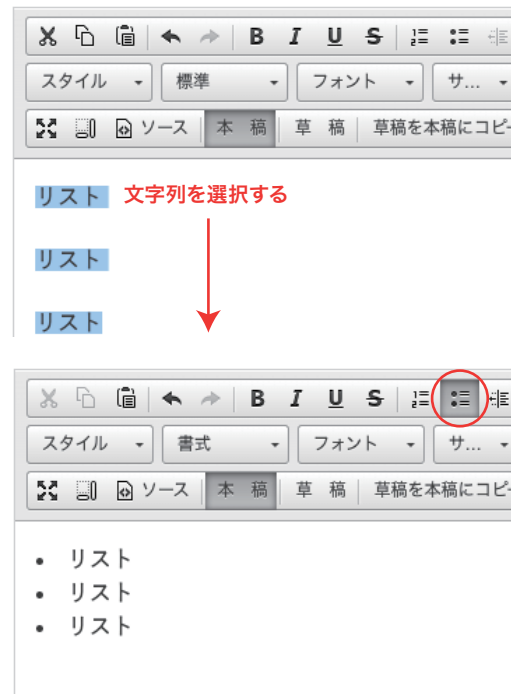 B I U S
スタイル 標準 フォント サ...
ソース 本 稿 草 稿 草稿を本稿にコピー
リスト 文字列を選択する
リスト
リスト
B I U S
スタイル 書式 フォント サ...
ソース 本 稿 草 稿 草稿を本稿にコピー
• リスト
• リスト
• リスト